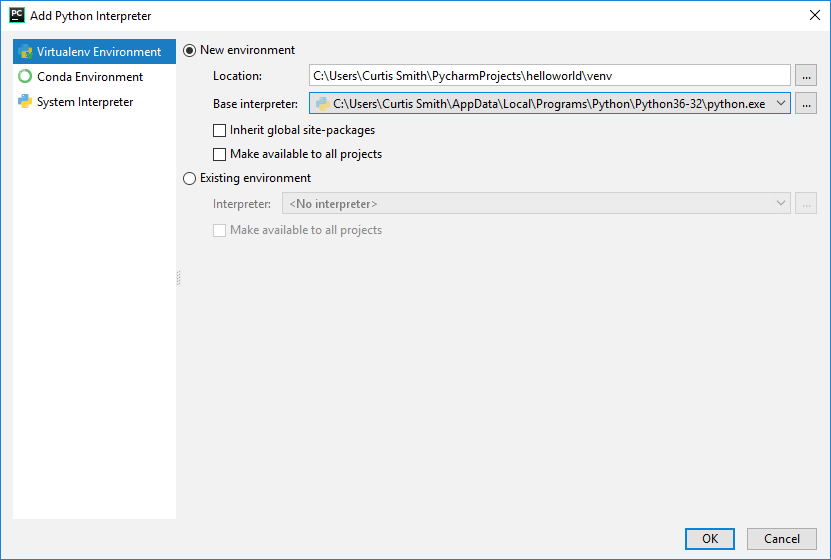 PC Add Python Interpreter
Virtualenv Environment
Conda Environment
System Interpreter
New environment
Location: C:\Users\Curtis Smith\PycharmProjects\helloworld\venv ...
Base interpreter: C:\Users\Curtis Smith\AppData\Local\Programs\Python\Python36-32\python.exe ...
Inherit global site-packages
Make available to all projects
Existing environment
Interpreter: <No interpreter> ...
Make available to all projects
OK Cancel